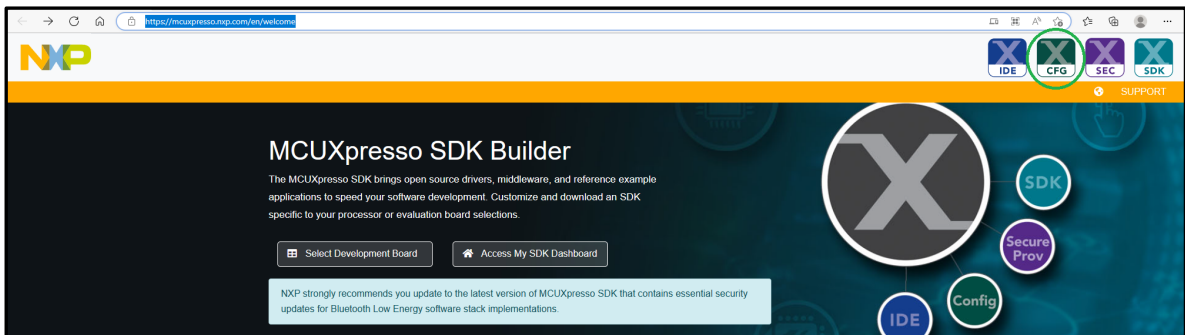 https://mcuxpresso.nxp.com/en/welcome
NXP
IDE
CFG
SEC
SDK
SUPPORT
MCUXpresso SDK Builder
The MCUXpresso SDK brings open source drivers, middleware, and reference example
applications to speed your software development. Customize and download an SDK
specific to your processor or evaluation board selections.
Select Development Board
Access My SDK Dashboard
NXP strongly recommends you update to the latest version of MCUXpresso SDK that contains essential security
updates for Bluetooth Low Energy software stack implementations.
SDK
Secure
Prov
Config
IDE